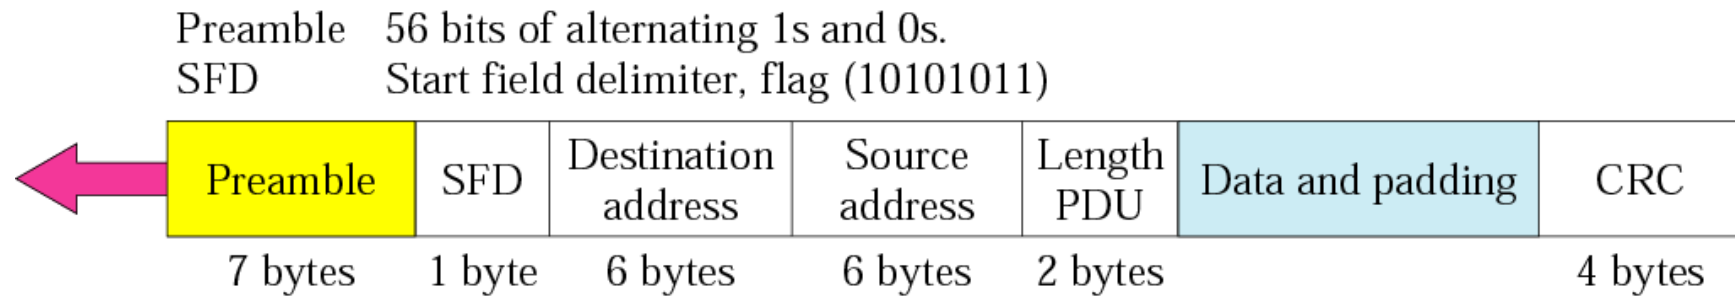 Preamble 56 bits of alternating 1s and 0s.
SFD Start field delimiter, flag (10101011)
Preamble
SFD
Destination
address
Source
address
Length
PDU
Data and padding
CRC
7 bytes 1 byte 6 bytes 6 bytes 2 bytes 4 bytes